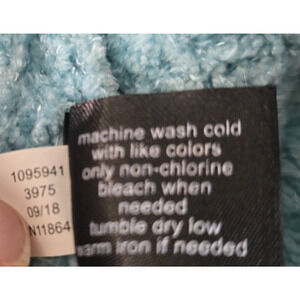 machine wash cold
with like colors
only non-chlorine
bleach when
needed
tumble dry low
warm iron if needed
1095941
3975
09/18
N11864